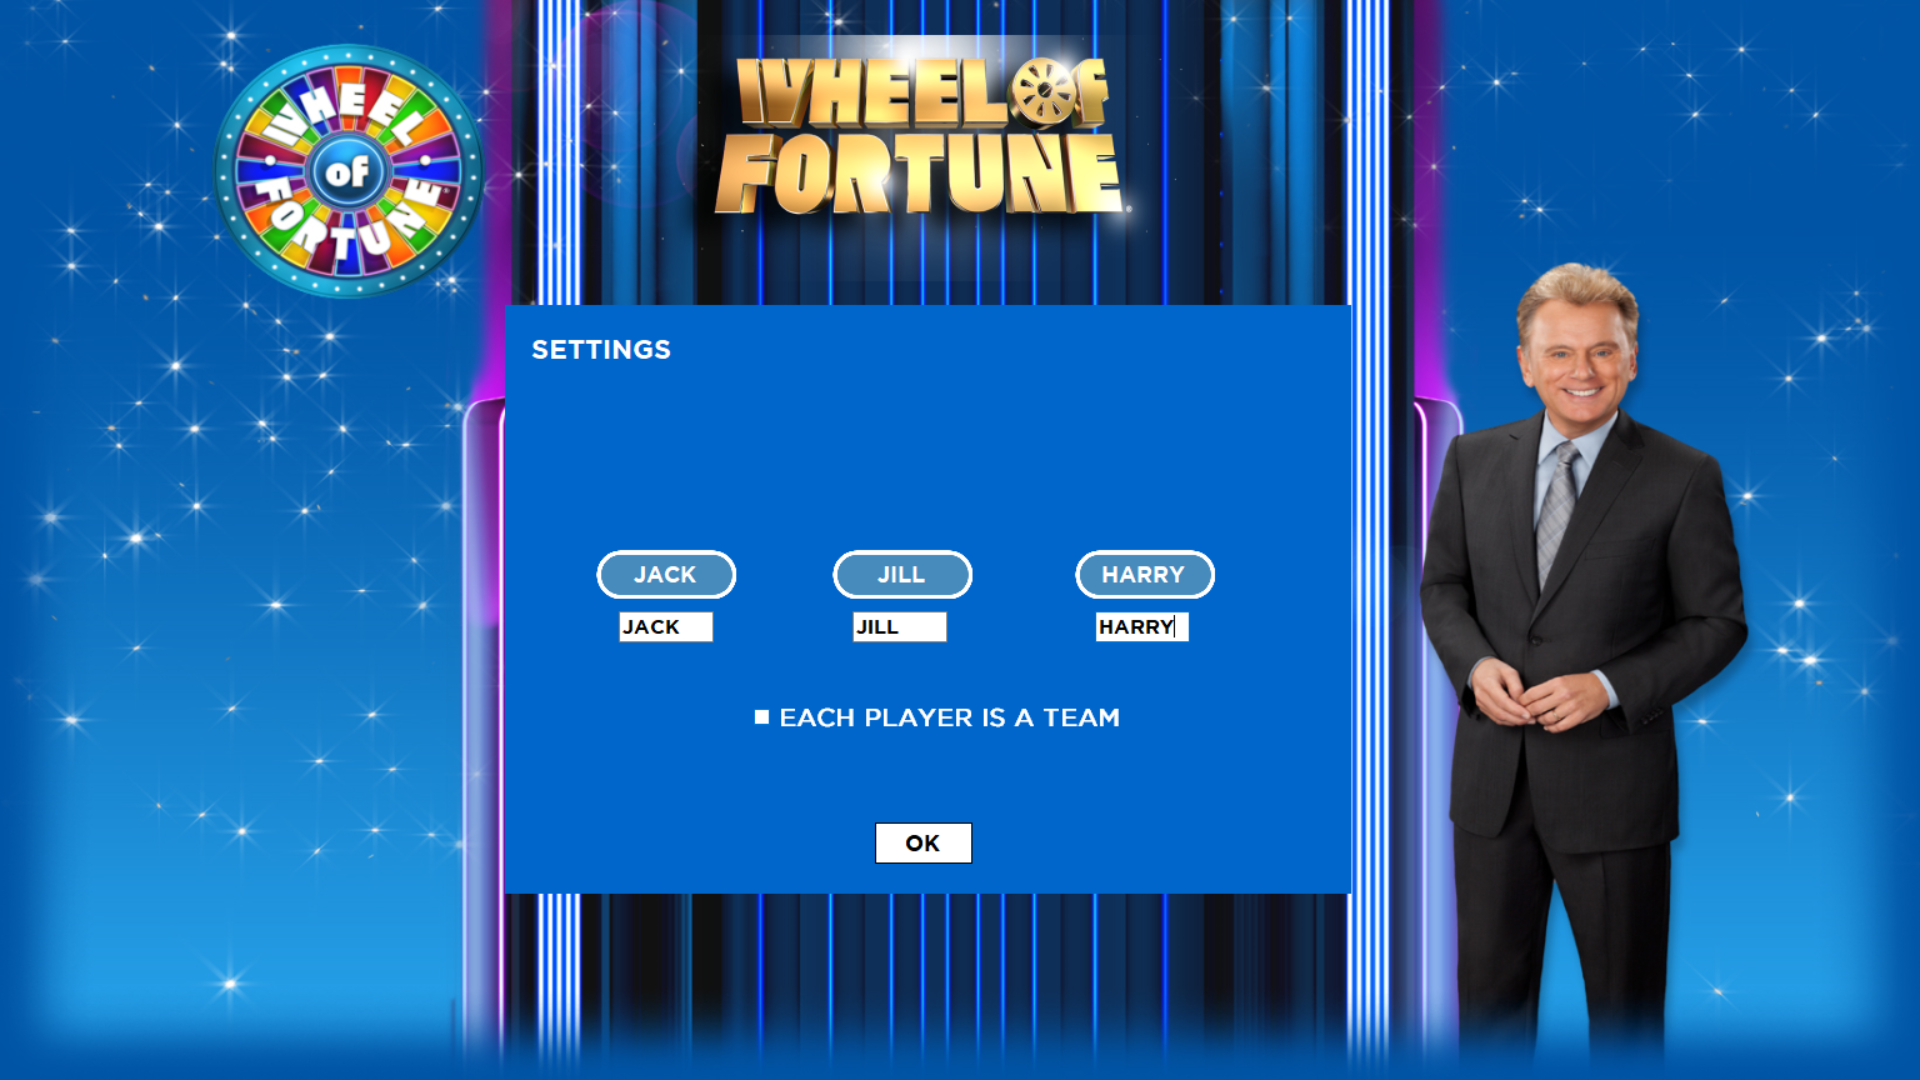 WHEEL
of
FORTUNE
WHEEL OF
FORTUNE
SETTINGS
JACK JILL HARRY
JACK JILL HARRY
EACH PLAYER IS A TEAM
OK